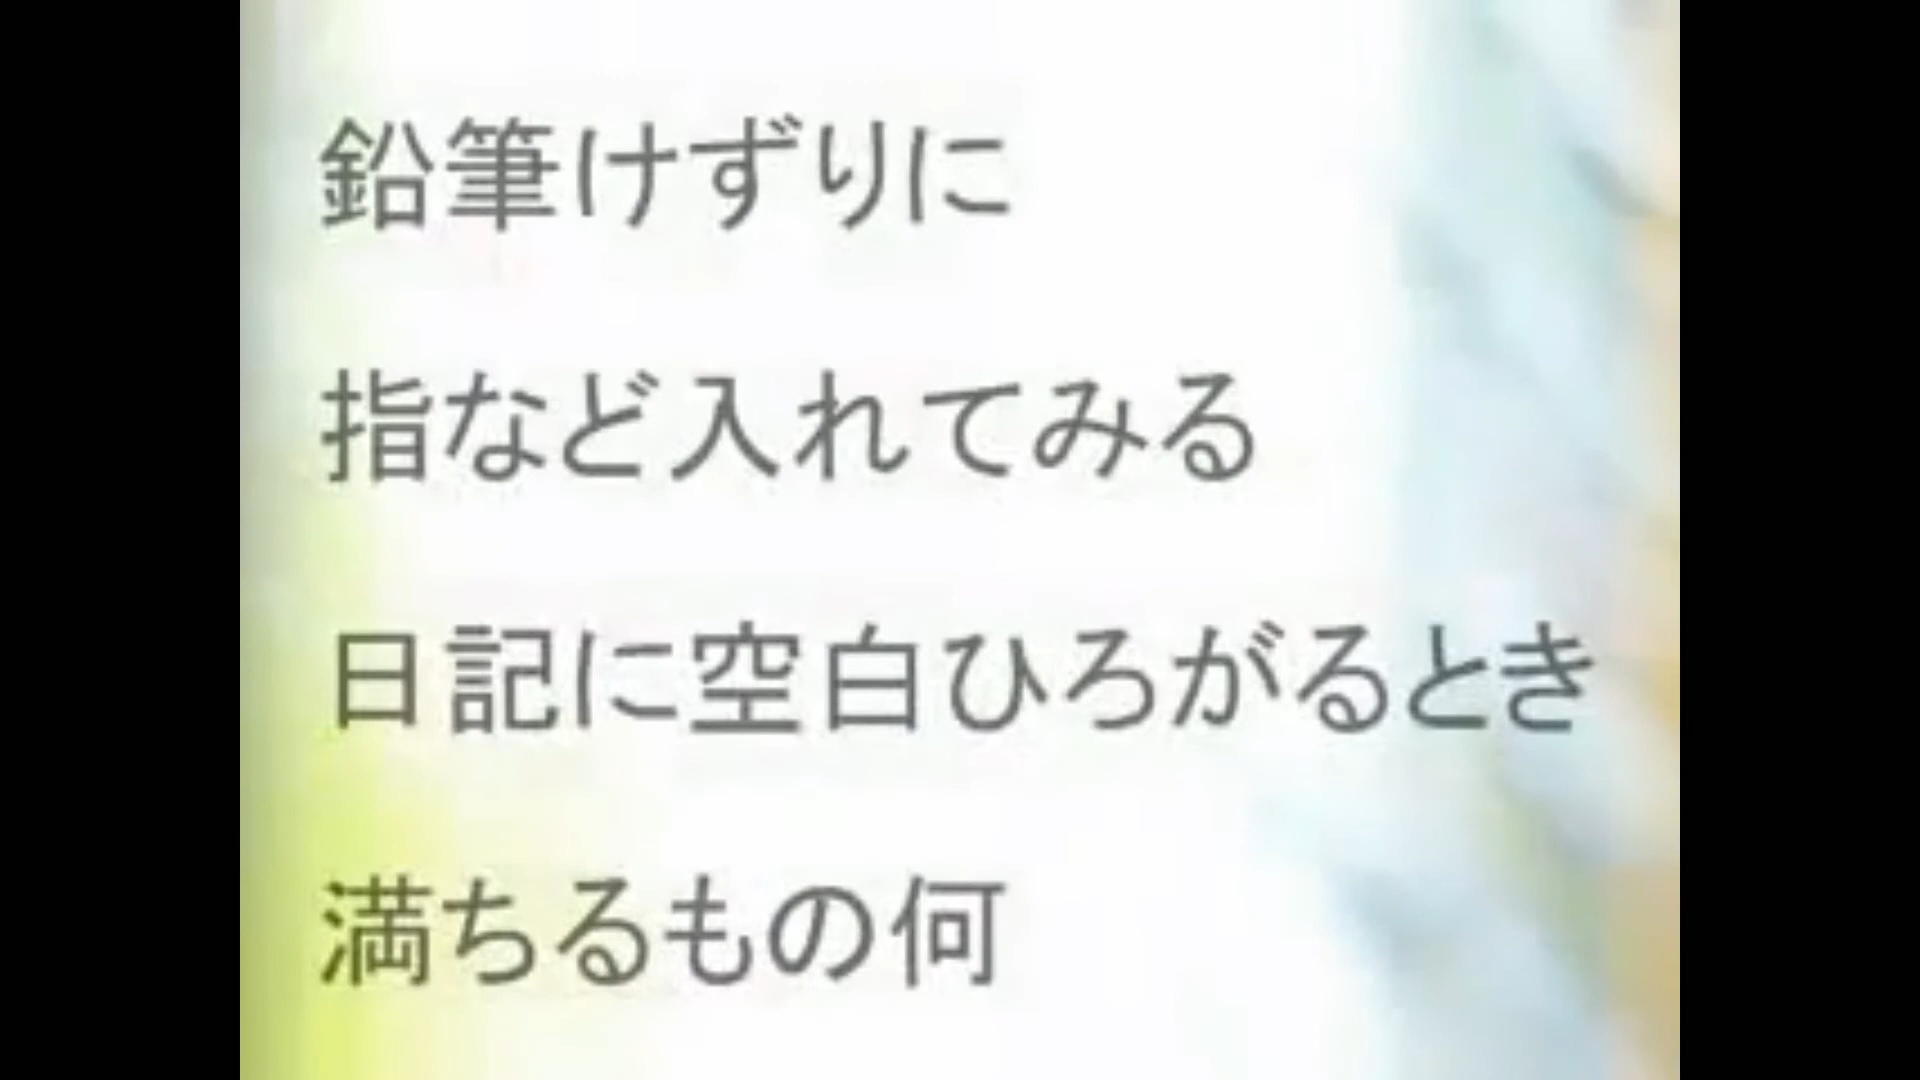 鉛筆けずりに
指など入れてみる
日記に空白ひろがるとき
満ちるもの何